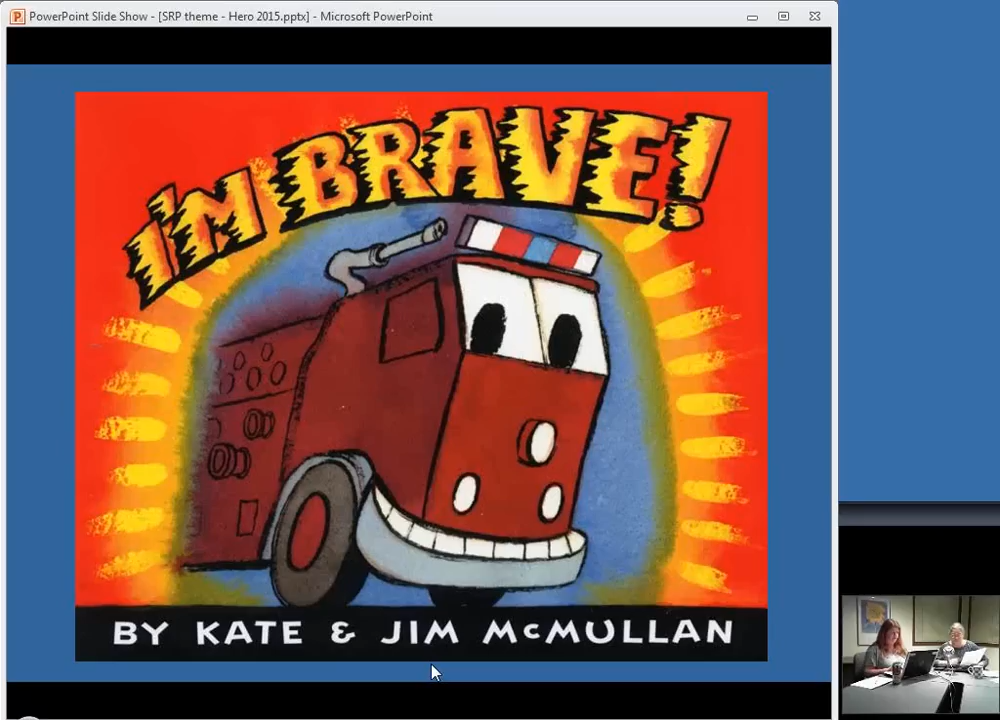 PowerPoint Slide Show - [SRP theme - Hero 2015.pptx] - Microsoft PowerPoint
I'M BRAVE!
BY KATE & JIM McMULLAN